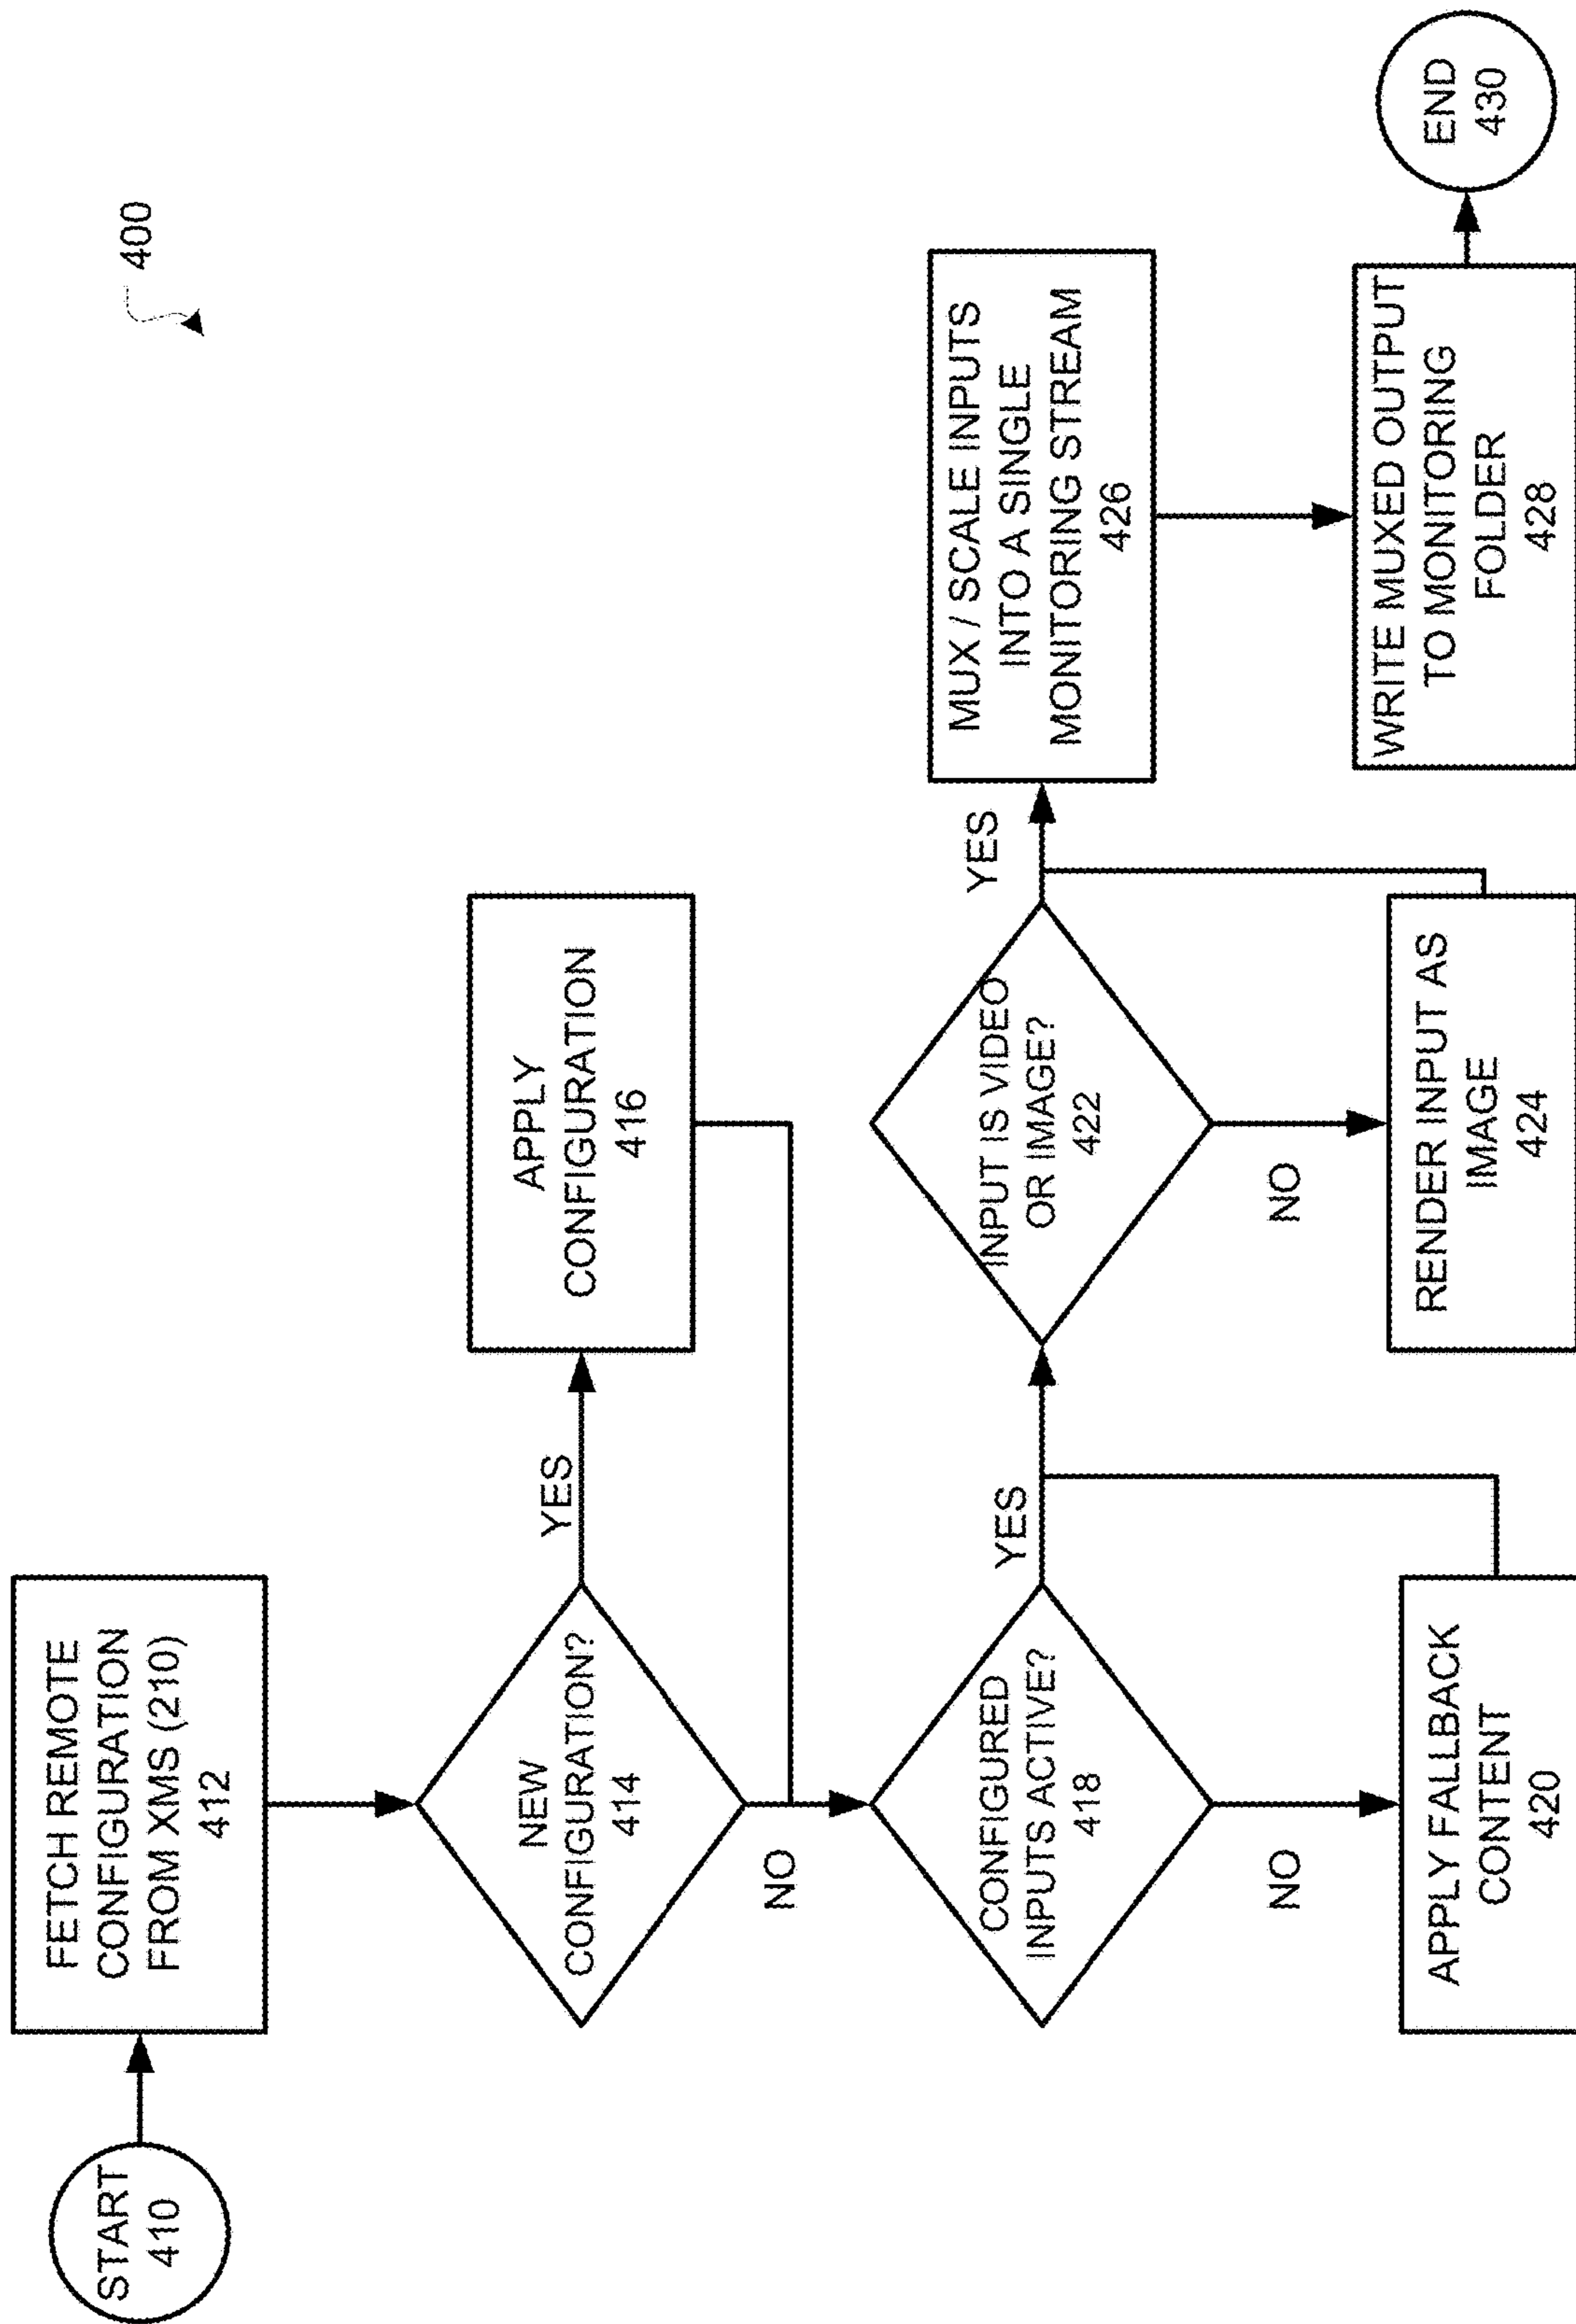 400
START
410
FETCH REMOTE
CONFIGURATION
FROM XMS (210)
412
NEW
CONFIGURATION?
414
YES
APPLY
CONFIGURATION
416
NO
CONFIGURED
INPUTS ACTIVE?
418
YES
NO
APPLY FALLBACK
CONTENT
420
INPUT IS VIDEO
OR IMAGE?
422
YES
NO
RENDER INPUT AS
IMAGE
424
MUX / SCALE INPUTS
INTO A SINGLE
MONITORING STREAM
426
WRITE MUXED OUTPUT
TO MONITORING
FOLDER
428
END
430